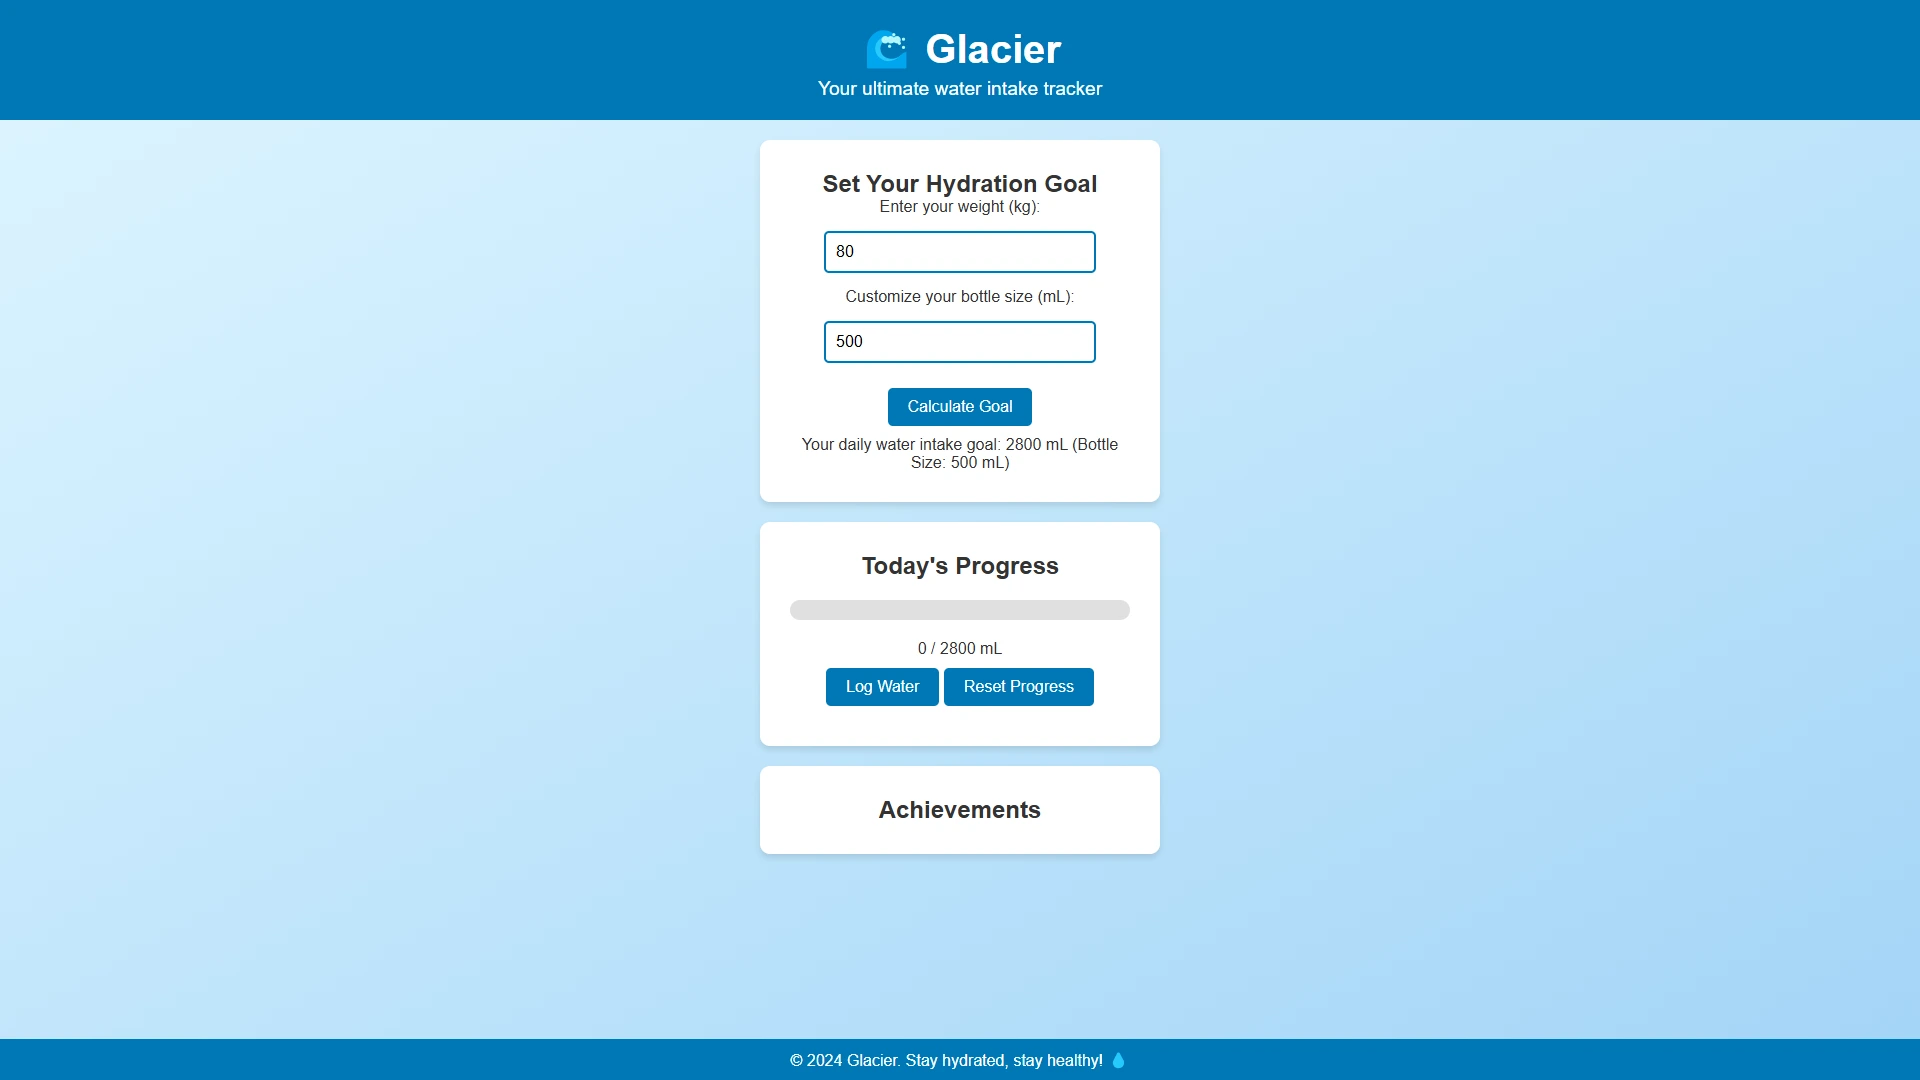 Glacier
Your ultimate water intake tracker
Set Your Hydration Goal
Enter your weight (kg):
80
Customize your bottle size (mL):
500
Calculate Goal
Your daily water intake goal: 2800 mL (Bottle
Size: 500 mL)
Today's Progress
0 / 2800 mL
Log Water
Reset Progress
Achievements
© 2024 Glacier. Stay hydrated, stay healthy! 💧